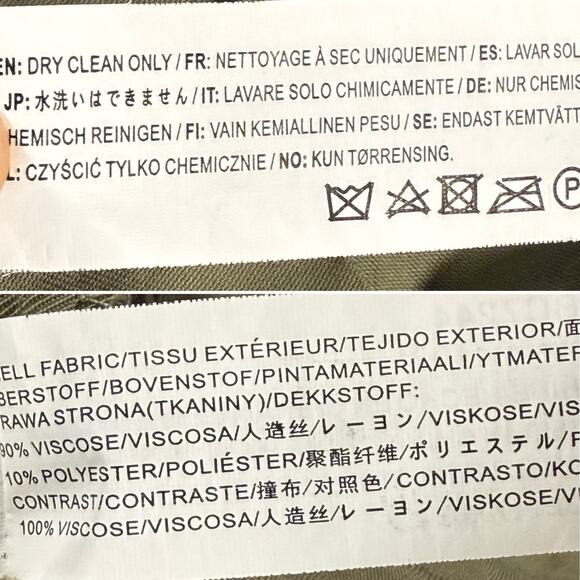 EN: DRY CLEAN ONLY / FR: NETTOYAGE À SEC UNIQUEMENT / ES: LAVAR SOL
JP: 水洗いはできません / IT: LAVARE SOLO CHIMICAMENTE / DE: NUR CHEMIS
HEMISCH REINIGEN / FI: VAIN KEMIALLINEN PESU / SE: ENDAST KEMTVÄTT
L: CZYŚCIĆ TYLKO CHEMICZNIE / NO: KUN TØRRENSING.
P
ELL FABRIC/TISSU EXTÉRIEUR/TEJIDO EXTERIOR/面
BERSTOFF/BOVENSTOF/PINTAMATERIAALI/YTMATER
RAWA STRONA(TKANINY)/DEKKSTOFF:
90% VISCOSE/VISCOSA/人造丝/レーヨン/VISKOSE/VIS
10% POLYESTER/POLIÉSTER/聚酯纤维/ポリエステル/P
CONTRAST/CONTRASTE/撞布/対照色/CONTRASTO/KO
100% VISCOSE/VISCOSA/人造丝/レーヨン/VISKOSE/VI